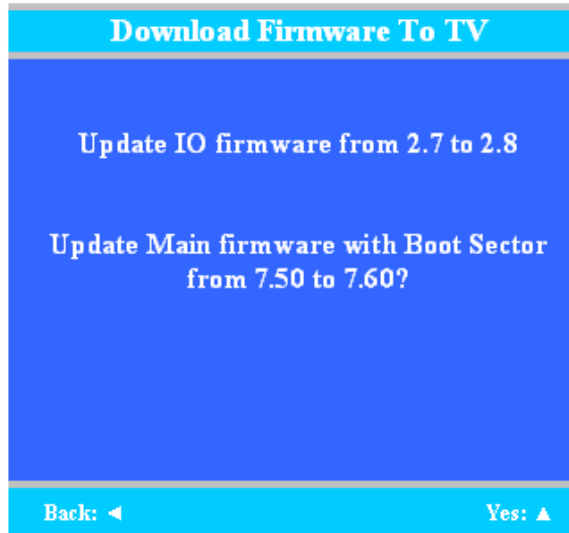 Download Firmware To TV
Update IO firmware from 2.7 to 2.8
Update Main firmware with Boot Sector
from 7.50 to 7.60?
Back: ◄
Yes: ▲